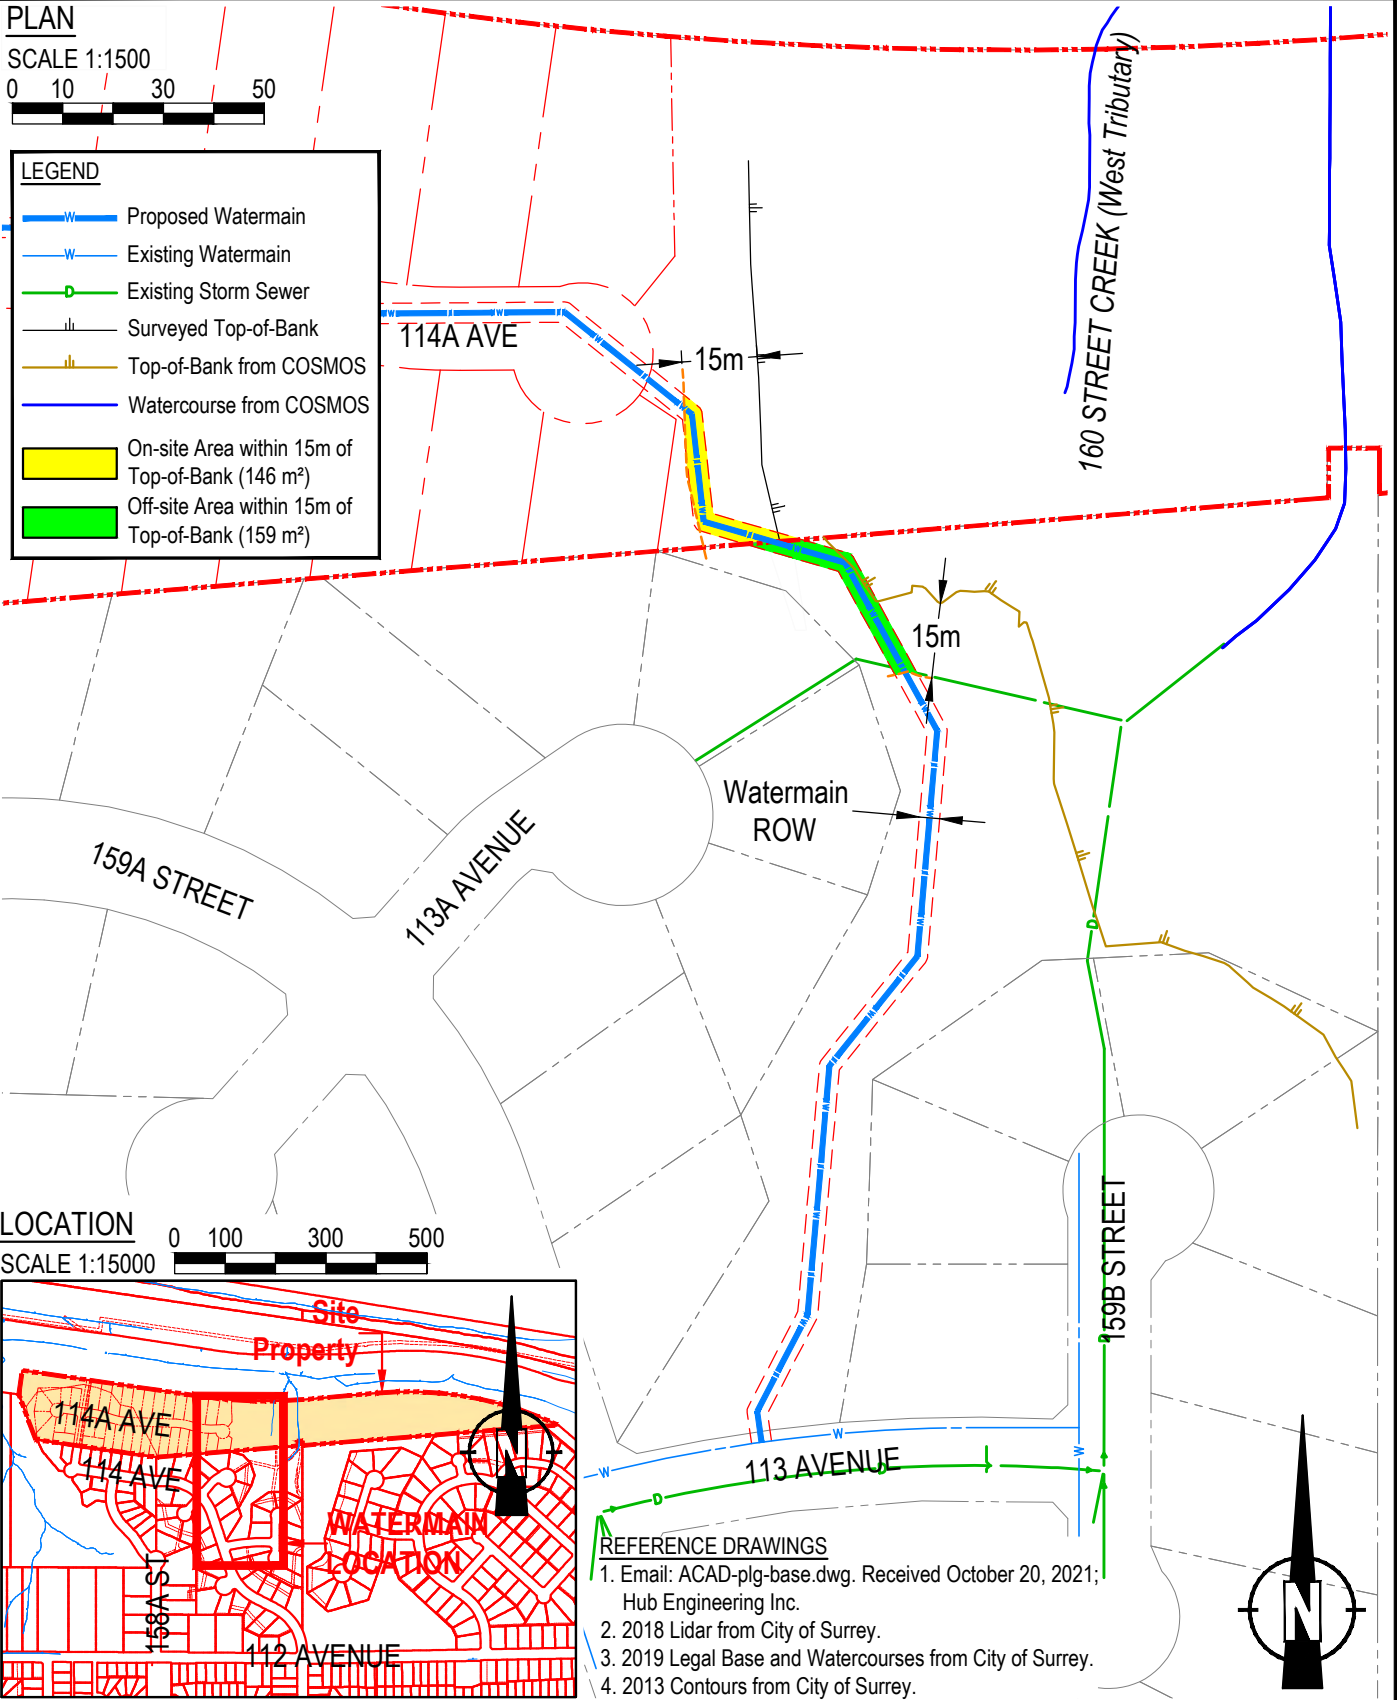 PLAN
SCALE 1:1500
0 10 30 50
LEGEND
W Proposed Watermain
W Existing Watermain
D Existing Storm Sewer
Surveyed Top-of-Bank
Top-of-Bank from COSMOS
Watercourse from COSMOS
On-site Area within 15m of
Top-of-Bank (146 m²)
Off-site Area within 15m of
Top-of-Bank (159 m²)
160 STREET CREEK (West Tributary)
114A AVE
15m
15m
Watermain
ROW
159A STREET
113A AVENUE
159B STREET
113 AVENUE
W
W
W
D
D
D
D
LOCATION
SCALE 1:15000
0 100 300 500
Site
Property
114A AVE
114 AVE
WATERMAIN
LOCATION
158A ST
112 AVENUE
N
REFERENCE DRAWINGS
1. Email: ACAD-plg-base.dwg. Received October 20, 2021;
Hub Engineering Inc.
2. 2018 Lidar from City of Surrey.
3. 2019 Legal Base and Watercourses from City of Surrey.
4. 2013 Contours from City of Surrey.
N